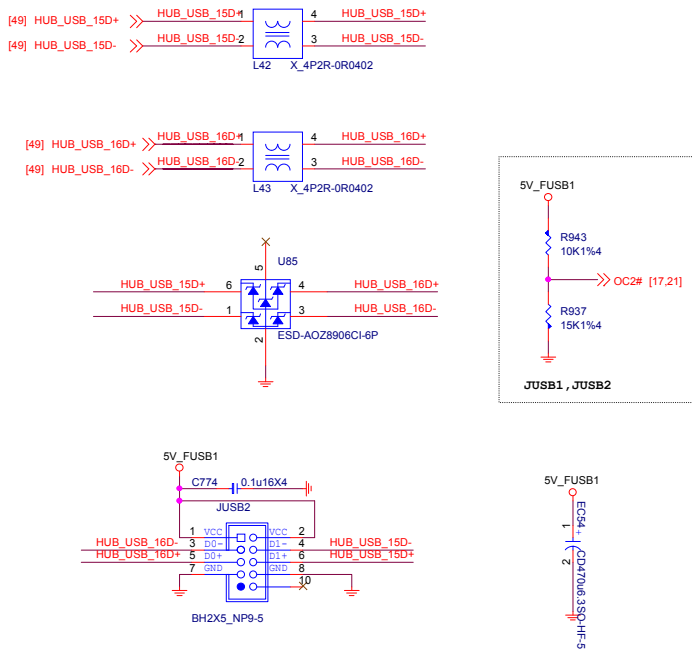 [49] HUB_USB_15D+ HUB_USB_15D+ 1 4 HUB_USB_15D+
[49] HUB_USB_15D- HUB_USB_15D- 2 3 HUB_USB_15D-
L42 X_4P2R-0R0402
[49] HUB_USB_16D+ HUB_USB_16D+ 1 4 HUB_USB_16D+
[49] HUB_USB_16D- HUB_USB_16D- 2 3 HUB_USB_16D-
L43 X_4P2R-0R0402
5V_FUSB1
R943
10K1%4
OC2# [17,21]
R937
15K1%4
JUSB1,JUSB2
U85
5
HUB_USB_15D+ 6 4 HUB_USB_16D+
HUB_USB_15D- 1 3 HUB_USB_16D-
2
ESD-AOZ8906CI-6P
5V_FUSB1
C774 0.1u16X4
JUSB2
1 VCC VCC 2
HUB_USB_16D- 3 D0- D1- 4 HUB_USB_15D-
HUB_USB_16D+ 5 D0+ D1+ 6 HUB_USB_15D+
7 GND GND 8
10
BH2X5_NP9-5
5V_FUSB1
EC54
1 +
2
CD470u6.3SO-HF-5